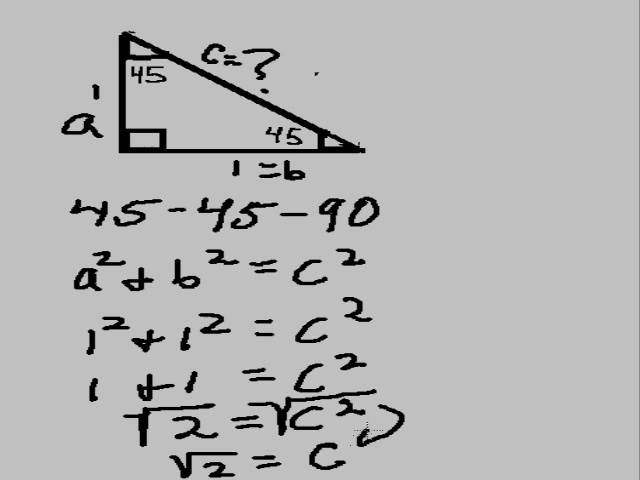 c=?
45
1
a
45
1 = b
45-45-90
a² + b² = c²
1² + 1² = c²
1 + 1 = c²
√2 = √c²
√2 = c